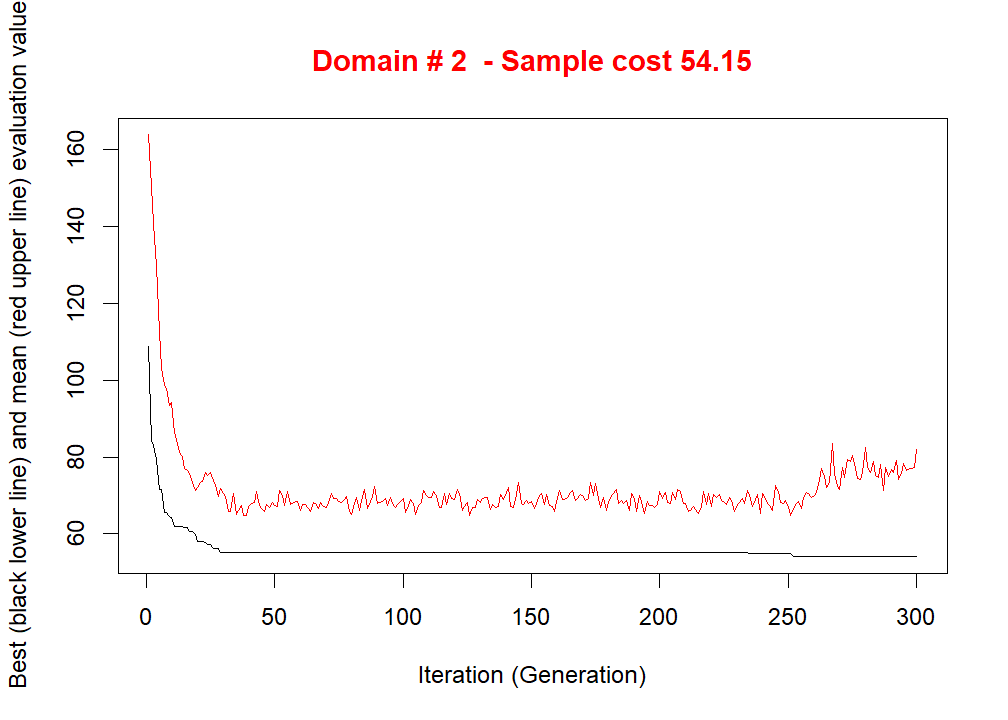 Domain # 2  - Sample cost 54.15
Best (black lower line) and mean (red upper line) evaluation value
160
140
120
100
80
60
0 50 100 150 200 250 300
Iteration (Generation)